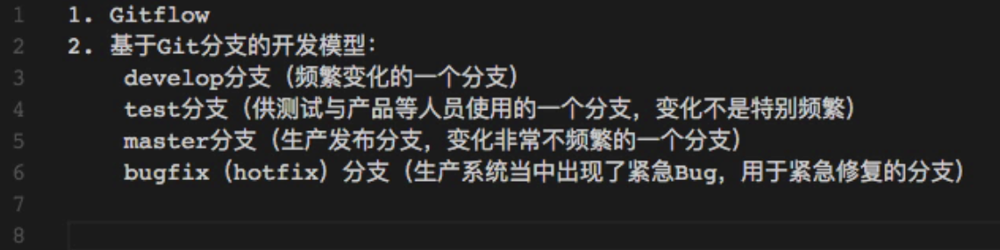 1 1. Gitflow
2 2. 基于Git分支的开发模型：
3 develop分支（频繁变化的一个分支）
4 test分支（供测试与产品等人员使用的一个分支，变化不是特别频繁）
5 master分支（生产发布分支，变化非常不频繁的一个分支）
6 bugfix（hotfix）分支（生产系统当中出现了紧急Bug，用于紧急修复的分支）
7
8